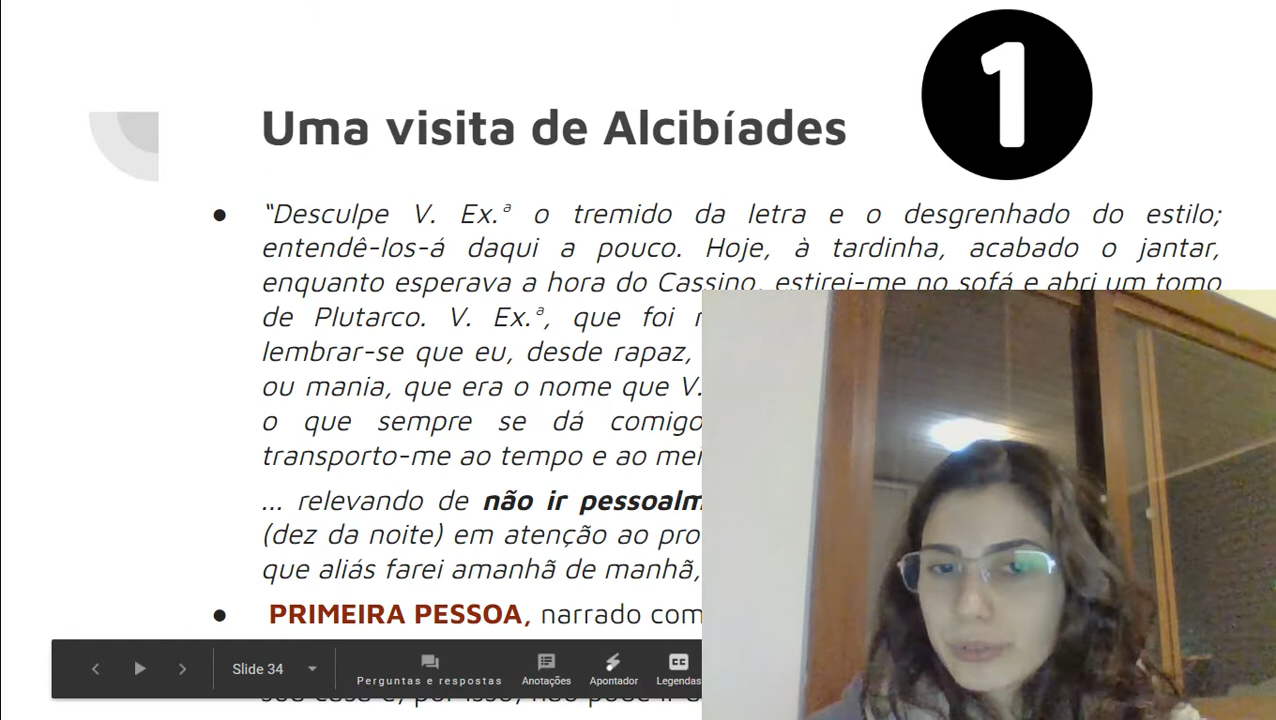 1
Uma visita de Alcibíades
● “Desculpe V. Ex.ª o tremido da letra e o desgrenhado do estilo;
entendê-los-á daqui a pouco. Hoje, à tardinha, acabado o jantar,
enquanto esperava a hora do Cassino, estirei-me no sofá e abri um tomo
de Plutarco. V. Ex.ª, que foi
lembrar-se que eu, desde rapaz,
ou mania, que era o nome que V.
o que sempre se dá comigo
transporto-me ao tempo e ao
... relevando de não ir
(dez da noite) em atenção ao
que aliás farei amanhã de manhã,
● PRIMEIRA PESSOA, narrado
Slide 34
Perguntas e respostas
Anotações
Apontador
CC
Legendas